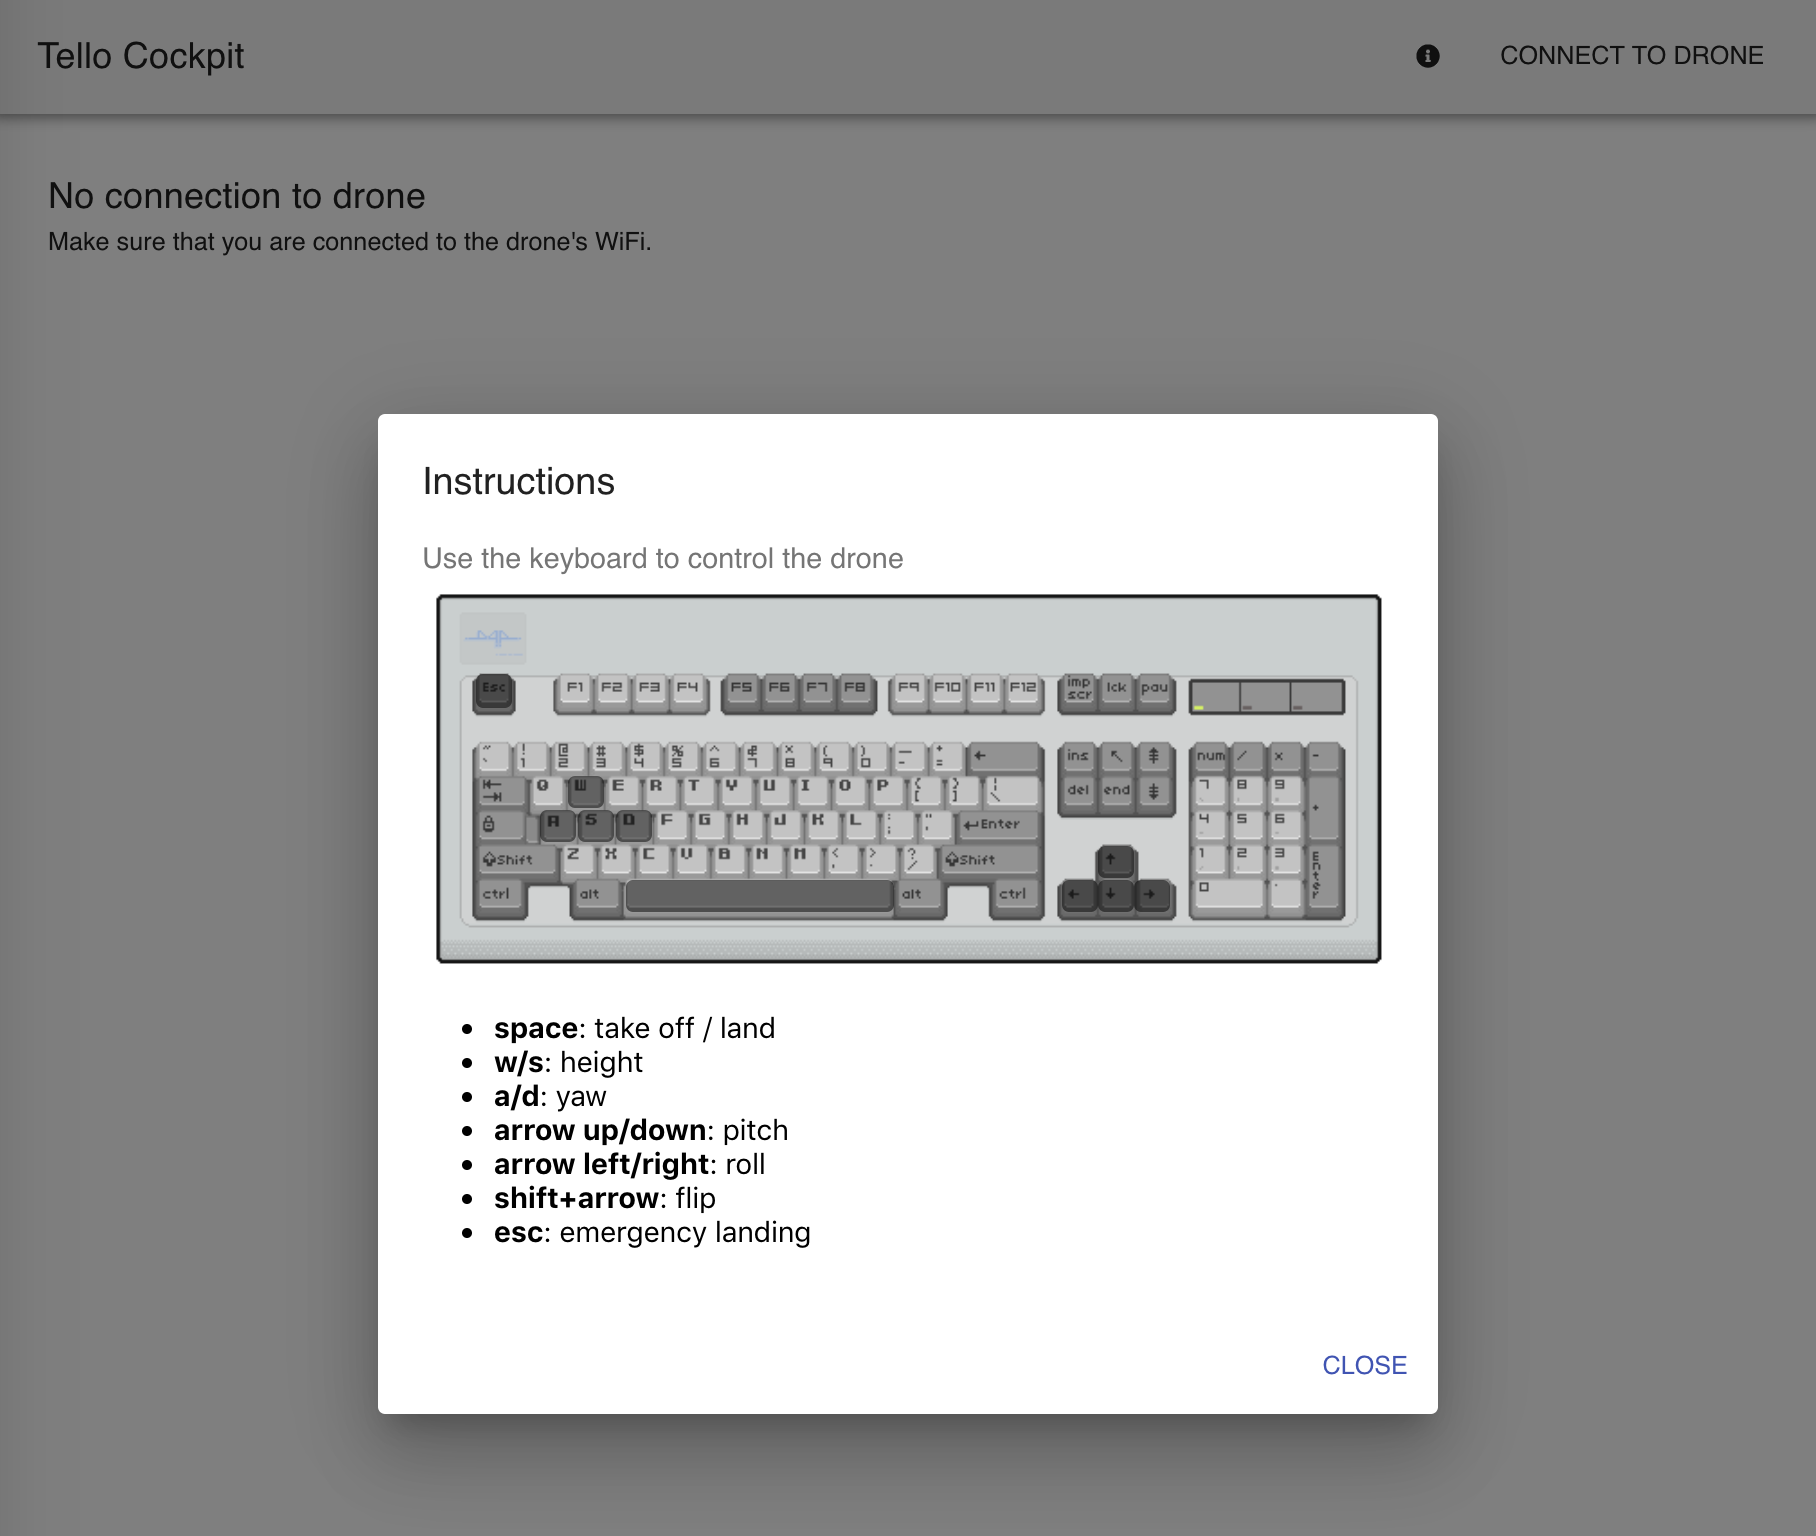 Tello Cockpit
CONNECT TO DRONE
No connection to drone
Make sure that you are connected to the drone's WiFi.
Instructions
Use the keyboard to control the drone
Esc F1 F2 F3 F4 F5 F6 F7 F8 F9 F10 F11 F12 imp scr lck pau
~ ! @ # $ % ^ & × ( ) — +
` 1 2 3 4 5 6 7 8 9 0 - = ← ins ↖ ⇞ num / × -
Q W E R T Y U I O P { [ } ] ¦ \ del end ⇟ 7 8 9 +
A S D F G H J K L : ; " ' ↵Enter 4 5 6
⇧Shift Z X C V B N M < , > . ? / ⇧Shift ↑ 1 2 3 Enter
ctrl alt alt ctrl ← ↓ → 0 .
• space: take off / land
• w/s: height
• a/d: yaw
• arrow up/down: pitch
• arrow left/right: roll
• shift+arrow: flip
• esc: emergency landing
CLOSE